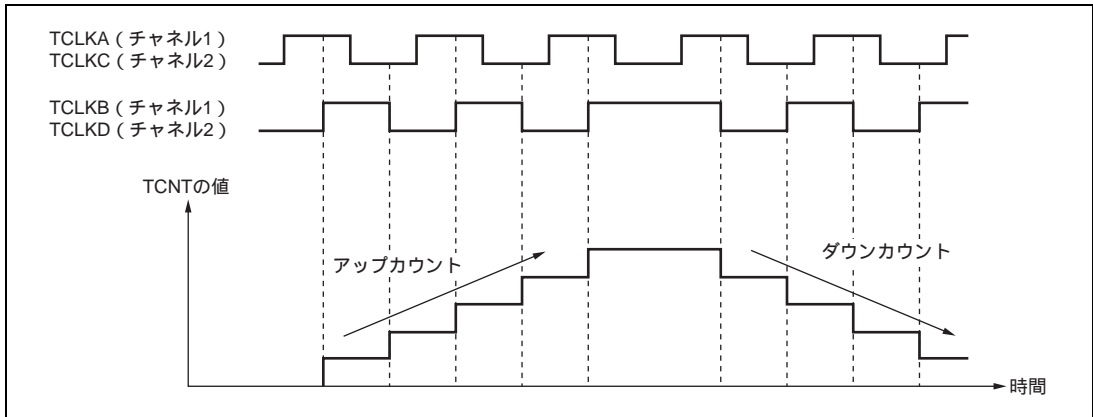 TCLKA（チャネル1）
TCLKC（チャネル2）
TCLKB（チャネル1）
TCLKD（チャネル2）
TCNTの値
アップカウント
ダウンカウント
時間